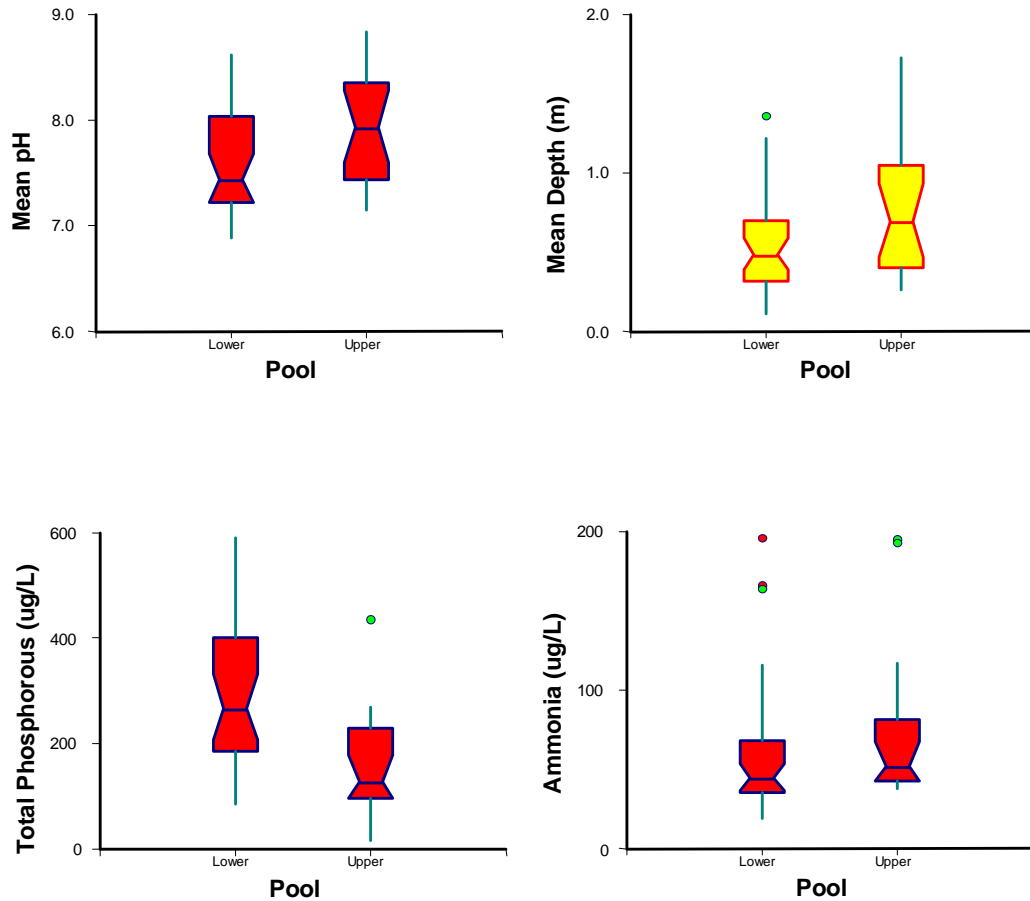 9.0
8.0
7.0
6.0
Mean pH
Lower Upper
Pool
2.0
1.0
0.0
Mean Depth (m)
Lower Upper
Pool
600
400
200
0
Total Phosphorous (ug/L)
Lower Upper
Pool
200
100
0
Ammonia (ug/L)
Lower Upper
Pool